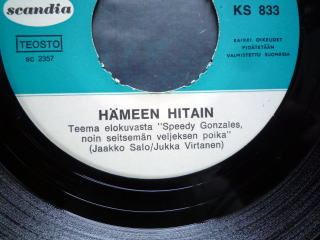 scandia
KS 833
TEOSTO
sc 2357
KAIKKI OIKEUDET
PIDÄTETÄÄN
VALMISTETTU SUOMESSA
HÄMEEN HITAIN
Teema elokuvasta "Speedy Gonzales,
noin seitsemän veljeksen poika"
(Jaakko Salo/Jukka Virtanen)